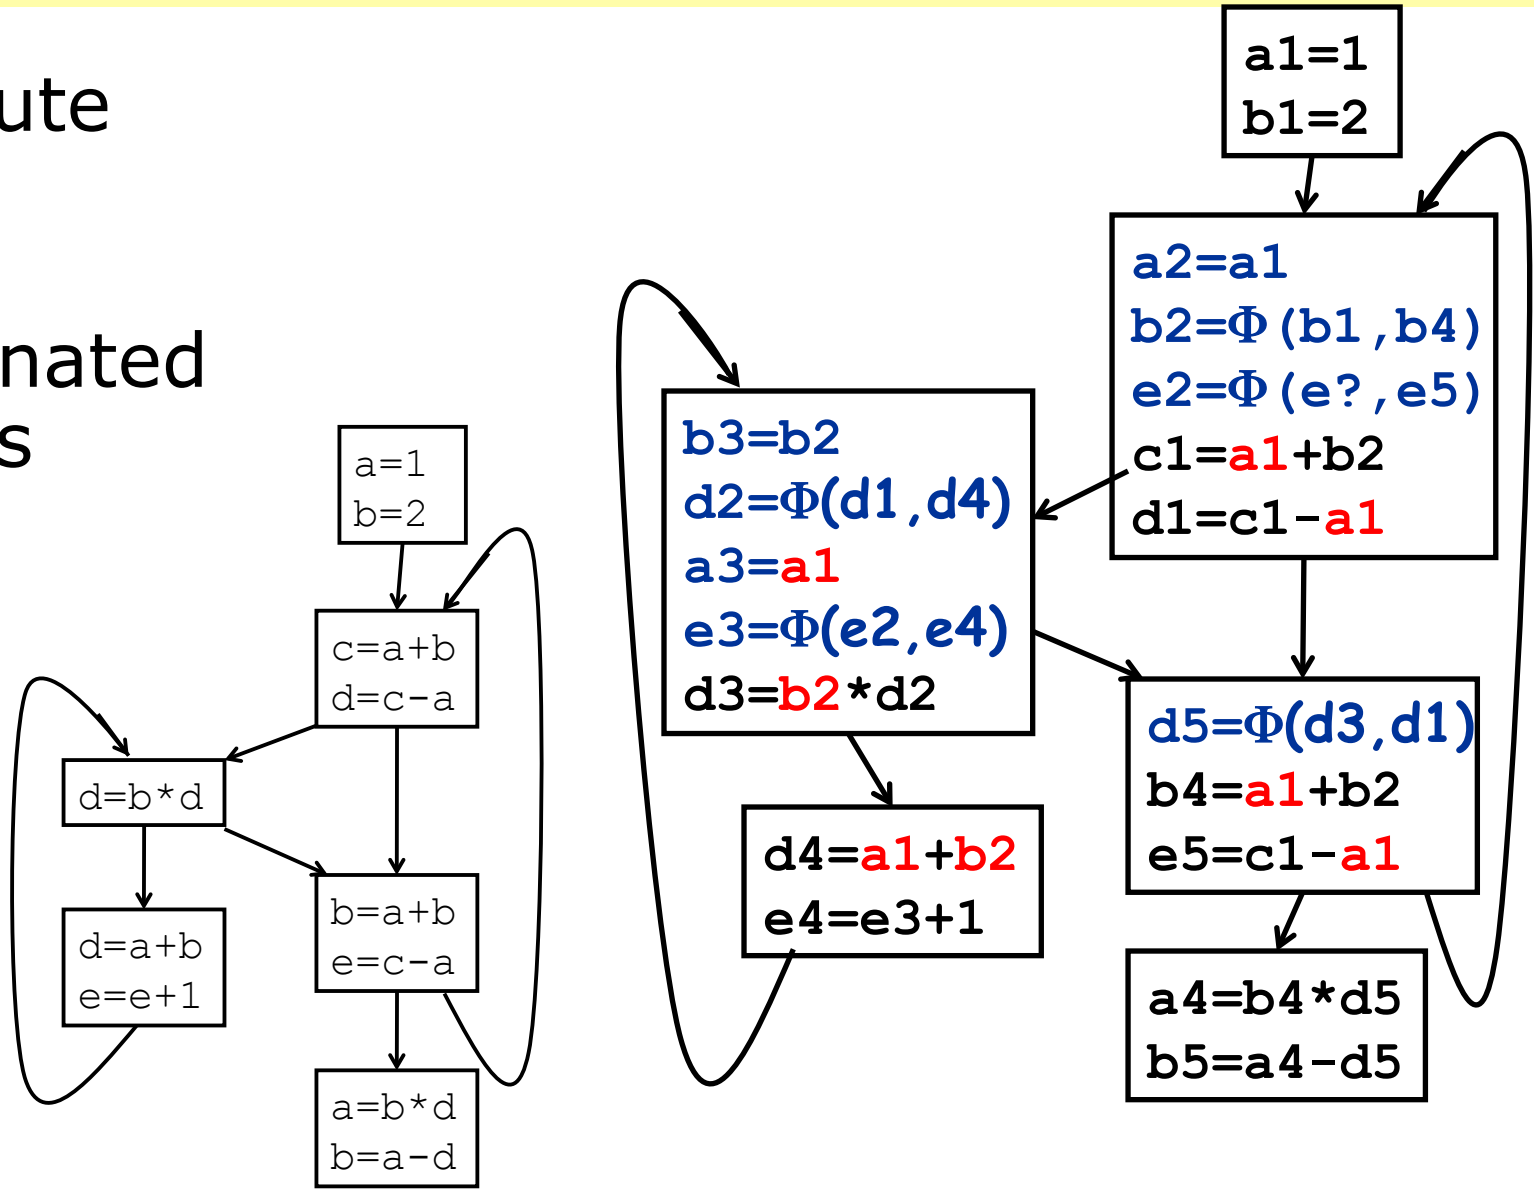 ute
nated
s
a=1
b=2
c=a+b
d=c-a
d=b*d
d=a+b
e=e+1
b=a+b
e=c-a
a=b*d
b=a-d
a1=1
b1=2
a2=a1
b2=Φ(b1,b4)
e2=Φ(e?,e5)
c1=a1+b2
d1=c1-a1
b3=b2
d2=Φ(d1,d4)
a3=a1
e3=Φ(e2,e4)
d3=b2*d2
d4=a1+b2
e4=e3+1
d5=Φ(d3,d1)
b4=a1+b2
e5=c1-a1
a4=b4*d5
b5=a4-d5